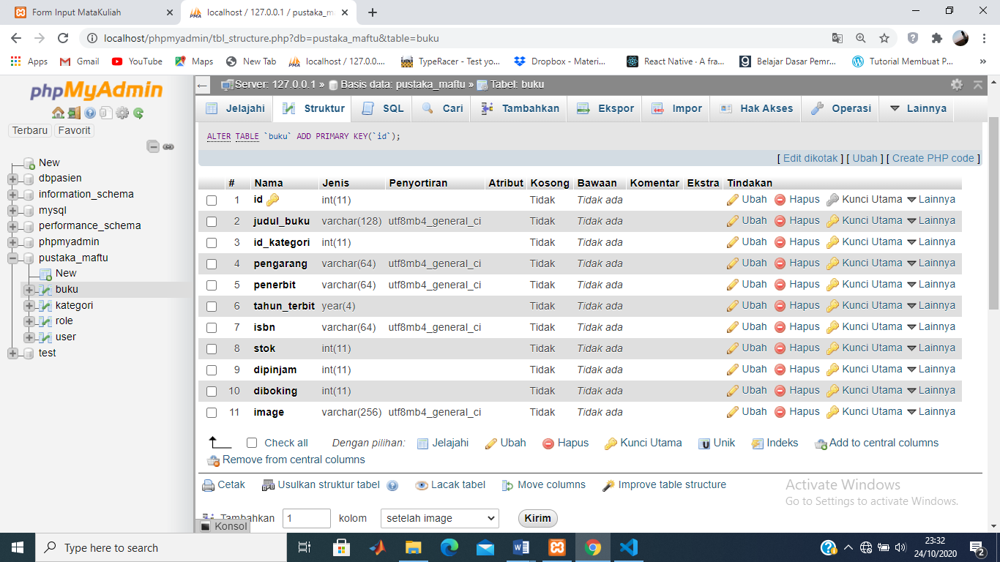 Form Input MataKuliah
localhost / 127.0.0.1 / pustaka_m
localhost/phpmyadmin/tbl_structure.php?db=pustaka_maftu&table=buku
Apps Gmail YouTube Maps New Tab localhost / 127.0.0.... TypeRacer - Test yo... Dropbox - Materi... React Native · A fra... Belajar Dasar Pemr... Tutorial Membuat P... »
phpMyAdmin
Terbaru Favorit
New
dbpasien
information_schema
mysql
performance_schema
phpmyadmin
pustaka_maftu
New
buku
kategori
role
user
test
Server: 127.0.0.1 » Basis data: pustaka_maftu » Tabel: buku
Jelajahi Struktur SQL Cari Tambahkan Ekspor Impor Hak Akses Operasi Lainnya
ALTER TABLE `buku` ADD PRIMARY KEY(`id`);
[ Edit dikotak ] [ Ubah ] [ Create PHP code ]
# Nama Jenis Penyortiran Atribut Kosong Bawaan Komentar Ekstra Tindakan
1 id int(11) Tidak Tidak ada Ubah Hapus Kunci Utama Lainnya
2 judul_buku varchar(128) utf8mb4_general_ci Tidak Tidak ada Ubah Hapus Kunci Utama Lainnya
3 id_kategori int(11) Tidak Tidak ada Ubah Hapus Kunci Utama Lainnya
4 pengarang varchar(64) utf8mb4_general_ci Tidak Tidak ada Ubah Hapus Kunci Utama Lainnya
5 penerbit varchar(64) utf8mb4_general_ci Tidak Tidak ada Ubah Hapus Kunci Utama Lainnya
6 tahun_terbit year(4) Tidak Tidak ada Ubah Hapus Kunci Utama Lainnya
7 isbn varchar(64) utf8mb4_general_ci Tidak Tidak ada Ubah Hapus Kunci Utama Lainnya
8 stok int(11) Tidak Tidak ada Ubah Hapus Kunci Utama Lainnya
9 dipinjam int(11) Tidak Tidak ada Ubah Hapus Kunci Utama Lainnya
10 diboking int(11) Tidak Tidak ada Ubah Hapus Kunci Utama Lainnya
11 image varchar(256) utf8mb4_general_ci Tidak Tidak ada Ubah Hapus Kunci Utama Lainnya
Check all Dengan pilihan: Jelajahi Ubah Hapus Kunci Utama Unik Indeks Add to central columns
Remove from central columns
Cetak Usulkan struktur tabel Lacak tabel Move columns Improve table structure
Activate Windows
Go to Settings to activate Windows.
Tambahkan 1 kolom setelah image Kirim
Konsol
Type here to search
23:32
24/10/2020
2